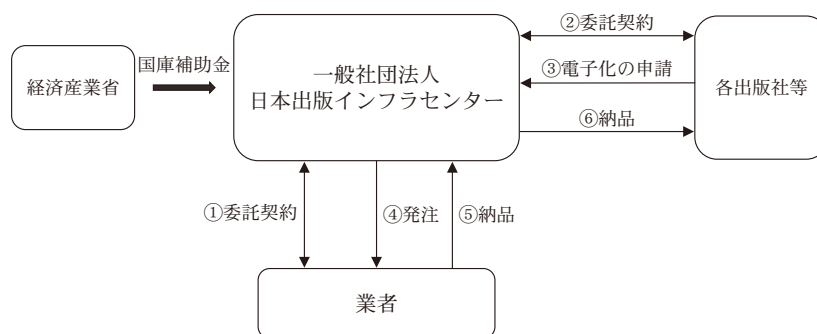 経済産業省
国庫補助金
一般社団法人
日本出版インフラセンター
②委託契約
③電子化の申請
⑥納品
各出版社等
①委託契約
④発注
⑤納品
業者